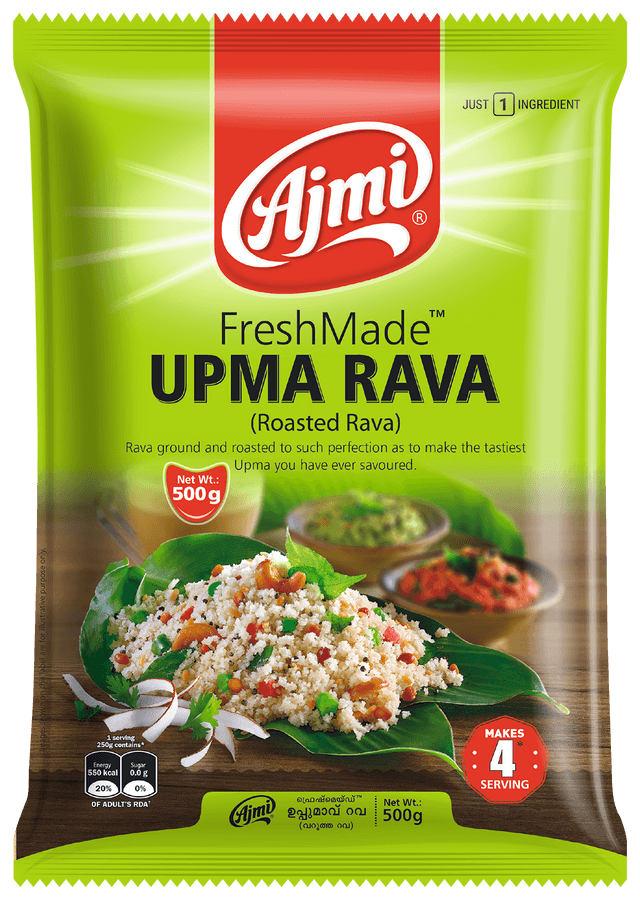 JUST 1 INGREDIENT
Ajmi®
FreshMade™
UPMA RAVA
(Roasted Rava)
Rava ground and roasted to such perfection as to make the tastiest
Upma you have ever savoured.
Net Wt.:
500g
1 serving
250g contains*
Energy
550 kcal
20%
Sugar
0.0 g
0%
OF ADULT'S RDA†
MAKES
4*
SERVING
Ajmi
ഫ്രെഷ്മെയ്ഡ്™
ഉപ്പുമാവ് റവ
(വറുത്ത റവ)
Net Wt.:
500g